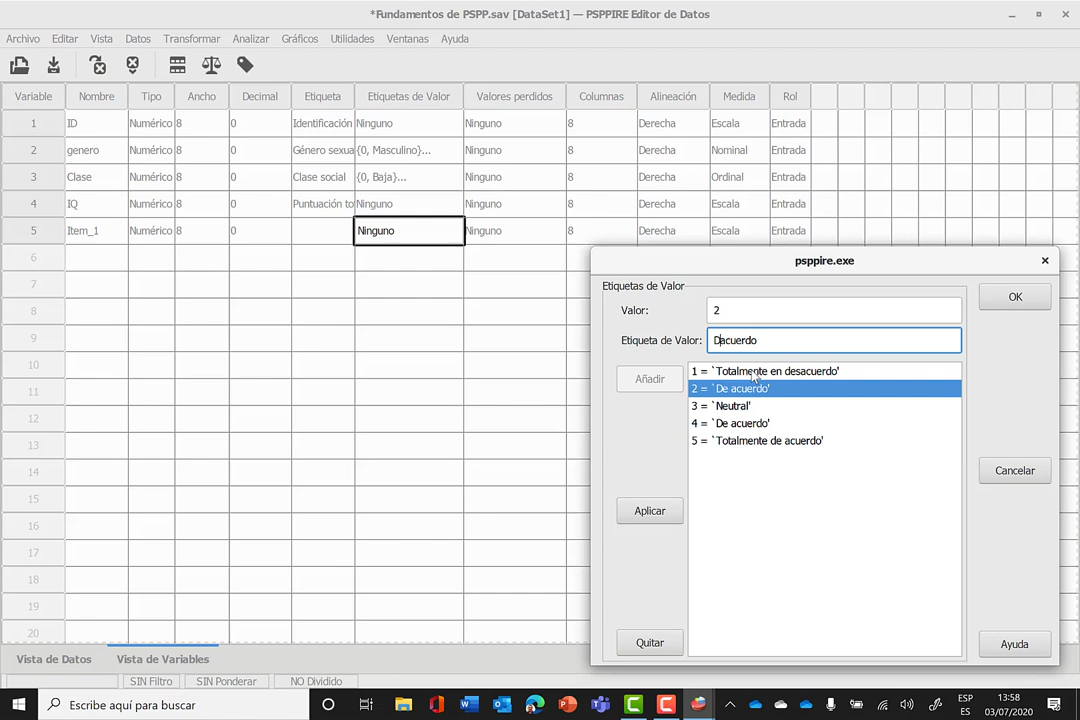 *Fundamentos de PSPP.sav [DataSet1] — PSPPIRE Editor de Datos
Archivo Editar Vista Datos Transformar Analizar Gráficos Utilidades Ventanas Ayuda
Variable Nombre Tipo Ancho Decimal Etiqueta Etiquetas de Valor Valores perdidos Columnas Alineación Medida Rol
1 ID Numérico 8 0 Identificación Ninguno Ninguno 8 Derecha Escala Entrada
2 genero Numérico 8 0 Género sexua {0, Masculino}... Ninguno 8 Derecha Nominal Entrada
3 Clase Numérico 8 0 Clase social {0, Baja}... Ninguno 8 Derecha Ordinal Entrada
4 IQ Numérico 8 0 Puntuación to Ninguno Ninguno 8 Derecha Escala Entrada
5 Item_1 Numérico 8 0 Ninguno Ninguno 8 Derecha Escala Entrada
6
7
8
9
10
11
12
13
14
15
16
17
18
19
20
psppire.exe
Etiquetas de Valor
Valor: 2
OK
Etiqueta de Valor: Dacuerdo
Añadir
1 = `Totalmente en desacuerdo'
2 = `De acuerdo'
3 = `Neutral'
4 = `De acuerdo'
5 = `Totalmente de acuerdo'
Cancelar
Aplicar
Quitar
Ayuda
Vista de Datos Vista de Variables
SIN Filtro SIN Ponderar NO Dividido
Escribe aquí para buscar
ESP
ES
13:58
03/07/2020